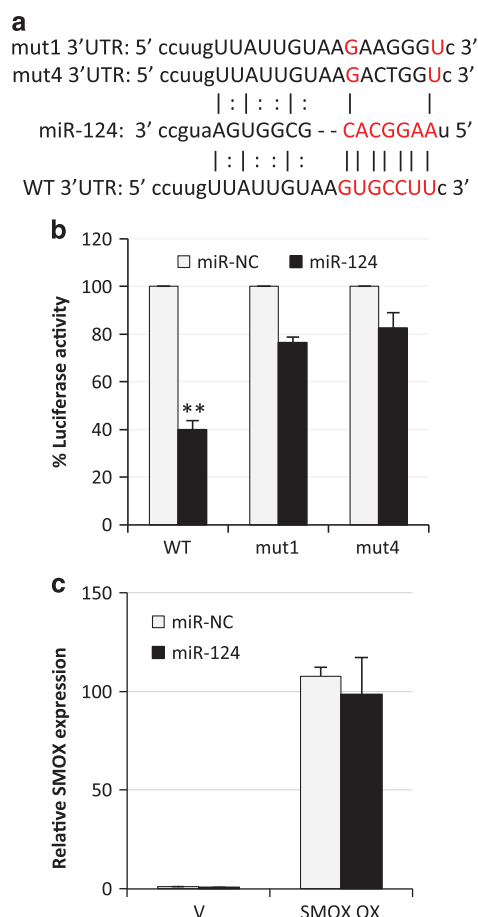 a
mut1 3’UTR: 5’ ccuugUUAUUGUAAGAAGGGUc 3’
mut4 3’UTR: 5’ ccuugUUAUUGUAAGACTGGUc 3’
| : | : : | : | |
miR-124: 3’ ccguaAGUGGCG - - CACGGAAu 5’
| : | : : | : | | | | | | |
WT 3’UTR: 5’ ccuugUUAUUGUAAGUGCCUUc 3’
b
120
miR-NC miR-124
100
80
60
40
20
0
% Luciferase activity
**
WT mut1 mut4
c
150
miR-NC
miR-124
100
50
0
Relative SMOX expression
V SMOX OX